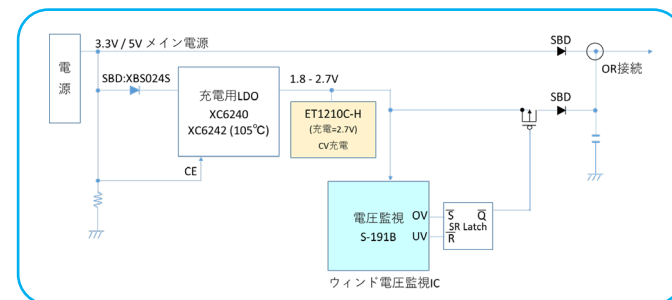 3.3V / 5V メイン電源
SBD
電
源
OR接続
SBD:XBS024S
充電用LDO
XC6240
XC6242 (105℃)
1.8 - 2.7V
SBD
ET1210C-H
(充電=2.7V)
CV充電
CE
電圧監視
S-191B
OV
UV
S Q
SR Latch
R
ウィンド電圧監視IC